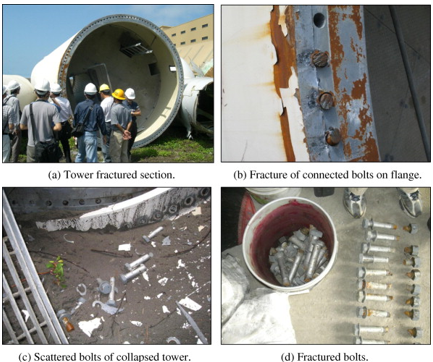 (a) Tower fractured section.
(b) Fracture of connected bolts on flange.
(c) Scattered bolts of collapsed tower.
(d) Fractured bolts.